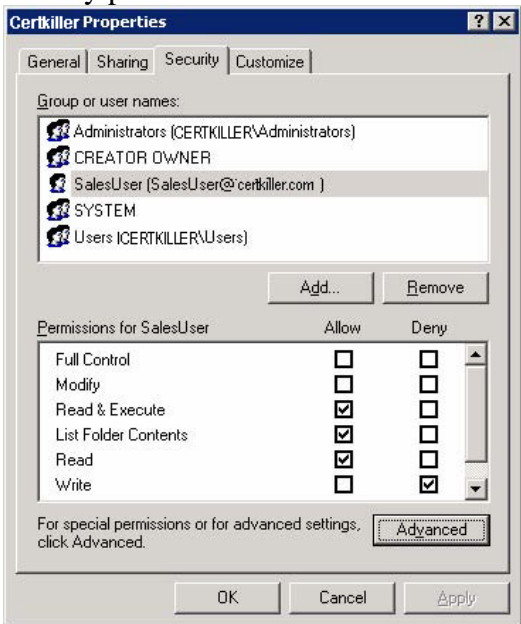 Certkiller Properties
General Sharing Security Customize
Group or user names:
Administrators (CERTKILLER\Administrators)
CREATOR OWNER
SalesUser (SalesUser@certkiller.com )
SYSTEM
Users (CERTKILLER\Users)
Add... Remove
Permissions for SalesUser Allow Deny
Full Control
Modify
Read & Execute
List Folder Contents
Read
Write
For special permissions or for advanced settings, Advanced
click Advanced.
OK Cancel Apply